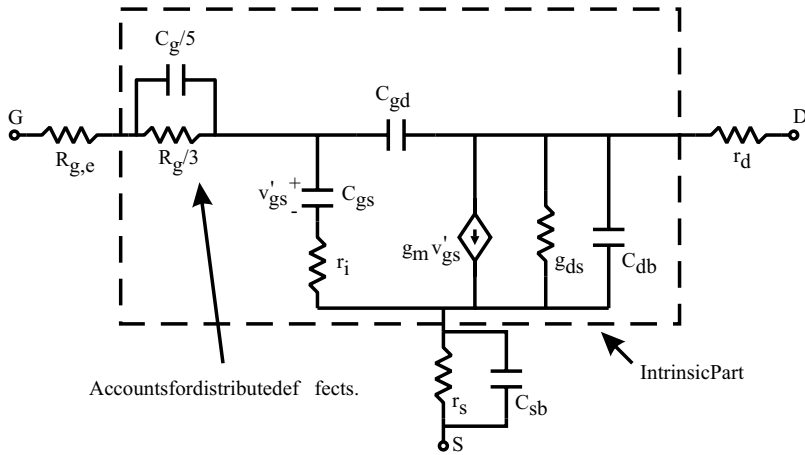 C_g/5
G
R_g,e
R_g/3
C_gd
D
r_d
v'_gs
+
-
C_gs
r_i
g_m v'_gs
g_ds
C_db
Accountsfordistributedef fects.
r_s
C_sb
IntrinsicPart
S